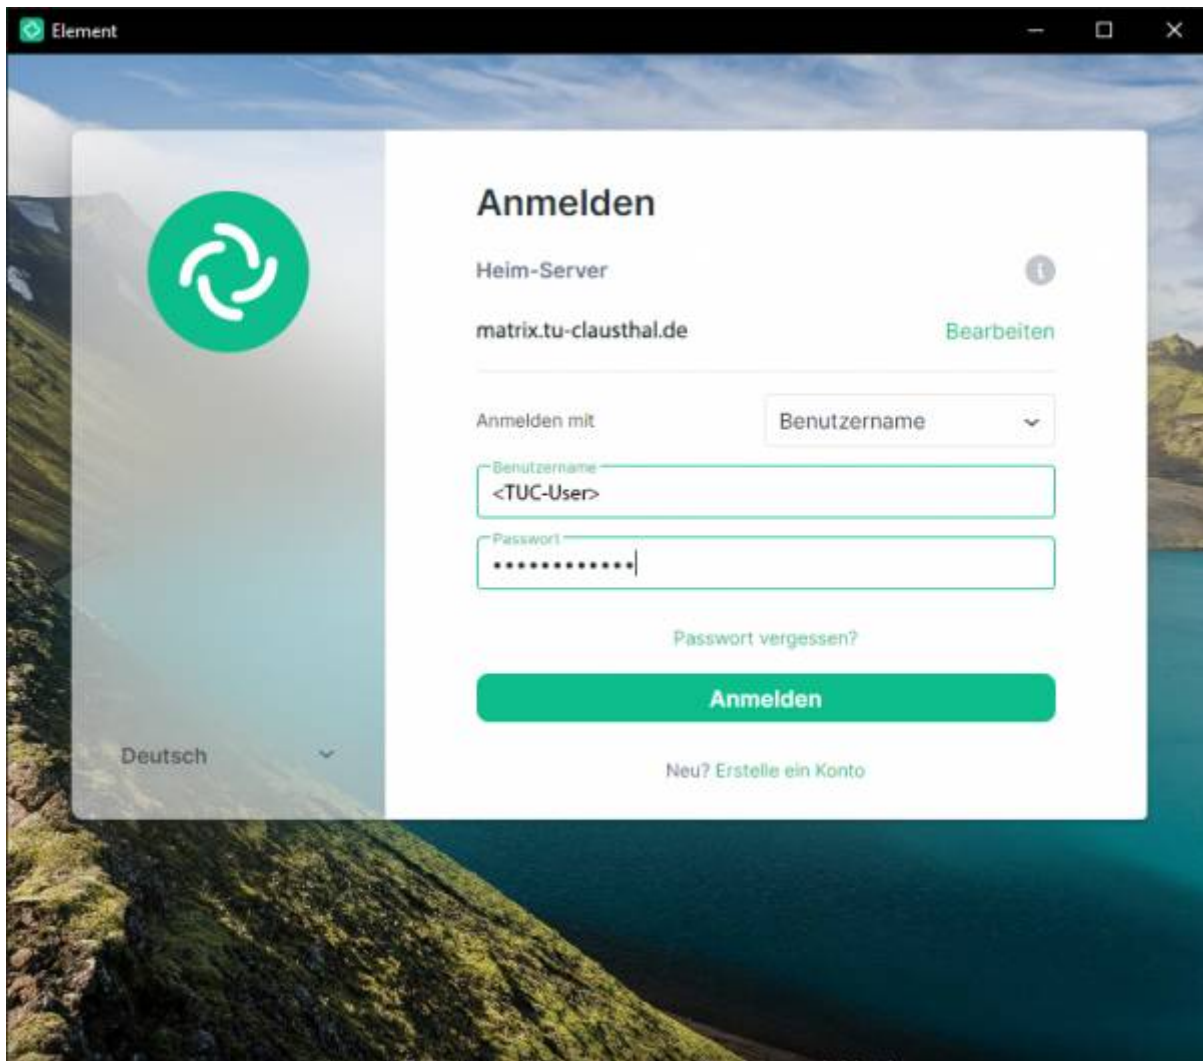 Element
Anmelden
Heim-Server
matrix.tu-clausthal.de Bearbeiten
Anmelden mit Benutzername
Benutzername
<TUC-User>
Passwort
••••••••••••
Passwort vergessen?
Anmelden
Deutsch
Neu? Erstelle ein Konto